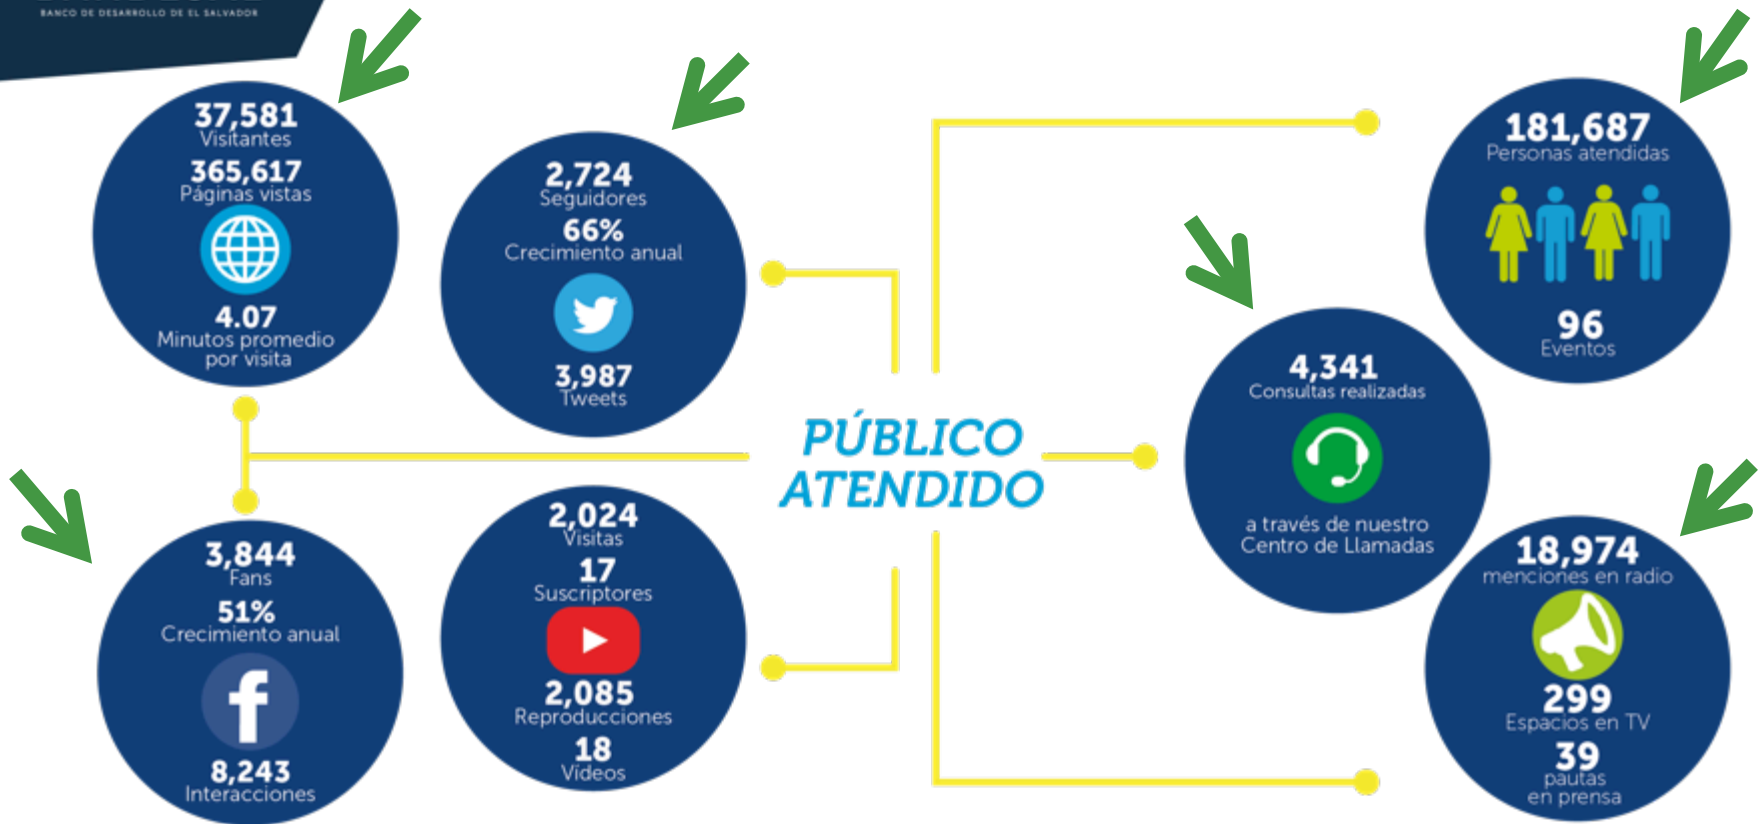 BANCO DE DESARROLLO DE EL SALVADOR
37,581
Visitantes
365,617
Páginas vistas
4.07
Minutos promedio
por visita
2,724
Seguidores
66%
Crecimiento anual
3,987
Tweets
3,844
Fans
51%
Crecimiento anual
f
8,243
Interacciones
2,024
Visitas
17
Suscriptores
2,085
Reproducciones
18
Vídeos
PÚBLICO
ATENDIDO
4,341
Consultas realizadas
a través de nuestro
Centro de Llamadas
181,687
Personas atendidas
96
Eventos
18,974
menciones en radio
299
Espacios en TV
39
pautas
en prensa